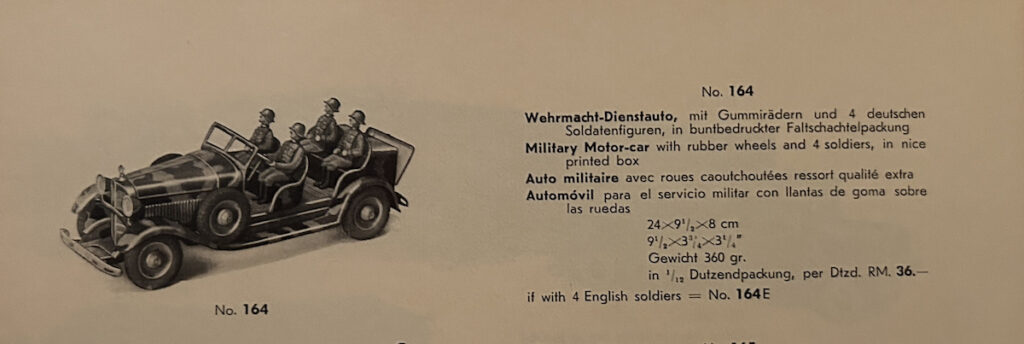 No. 164
No. 164
Wehrmacht-Dienstauto, mit Gummirädern und 4 deutschen
Soldatenfiguren, in buntbedruckter Faltschachtelpackung
Military Motor-car with rubber wheels and 4 soldiers, in nice
printed box
Auto militaire avec roues caoutchoutées ressort qualité extra
Automóvil para el servicio militar con llantas de goma sobre
las ruedas
24×9¹/₂×8 cm
9¹/₂×3³/₄×3¹/₄"
Gewicht 360 gr.
in ¹/₁₂ Dutzendpackung, per Dtzd. RM. 36.—
if with 4 English soldiers = No. 164E